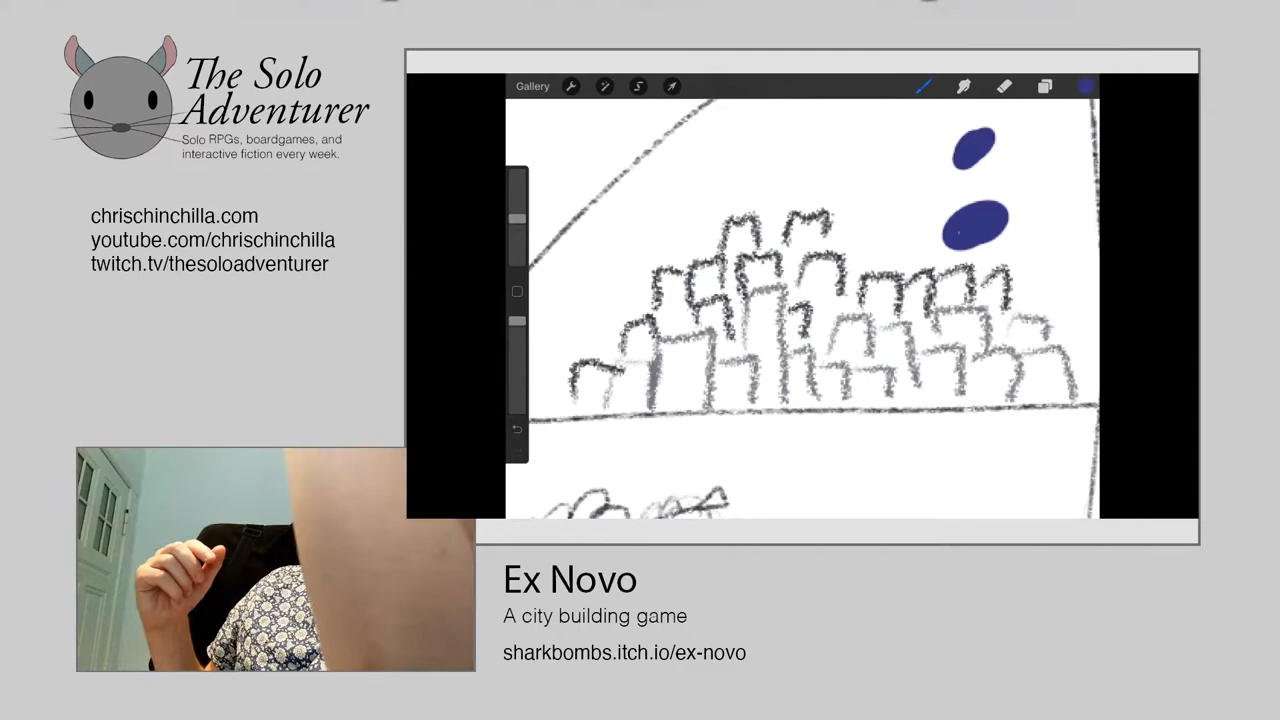 The Solo
Adventurer
Solo RPGs, boardgames, and
interactive fiction every week.
chrischinchilla.com
youtube.com/chrischinchilla
twitch.tv/thesoloadventurer
Gallery
Ex Novo
A city building game
sharkbombs.itch.io/ex-novo